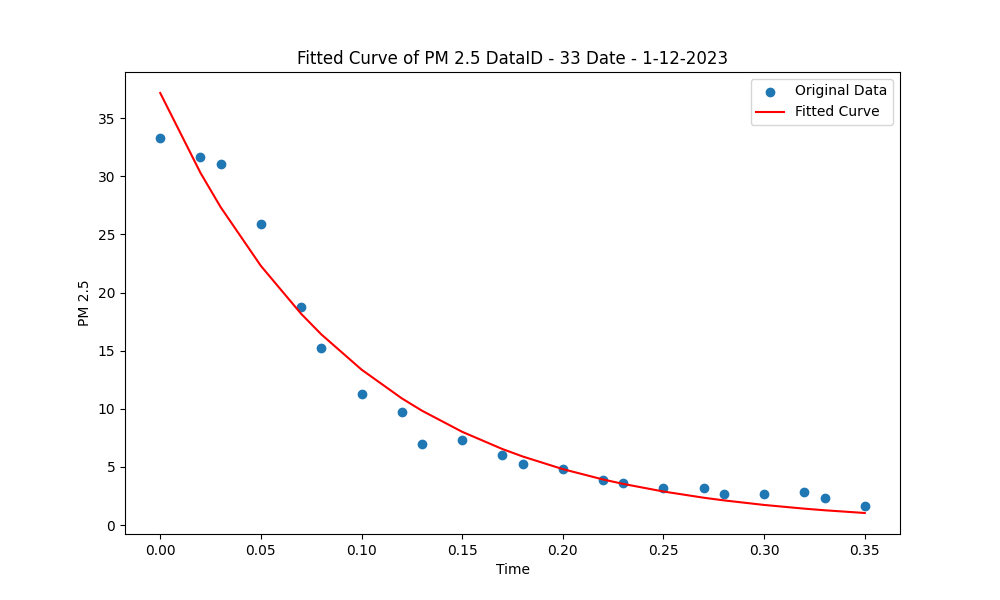 Fitted Curve of PM 2.5 DataID - 33 Date - 1-12-2023
Original Data
Fitted Curve
PM 2.5
35
30
25
20
15
10
5
0
0.00 0.05 0.10 0.15 0.20 0.25 0.30 0.35
Time